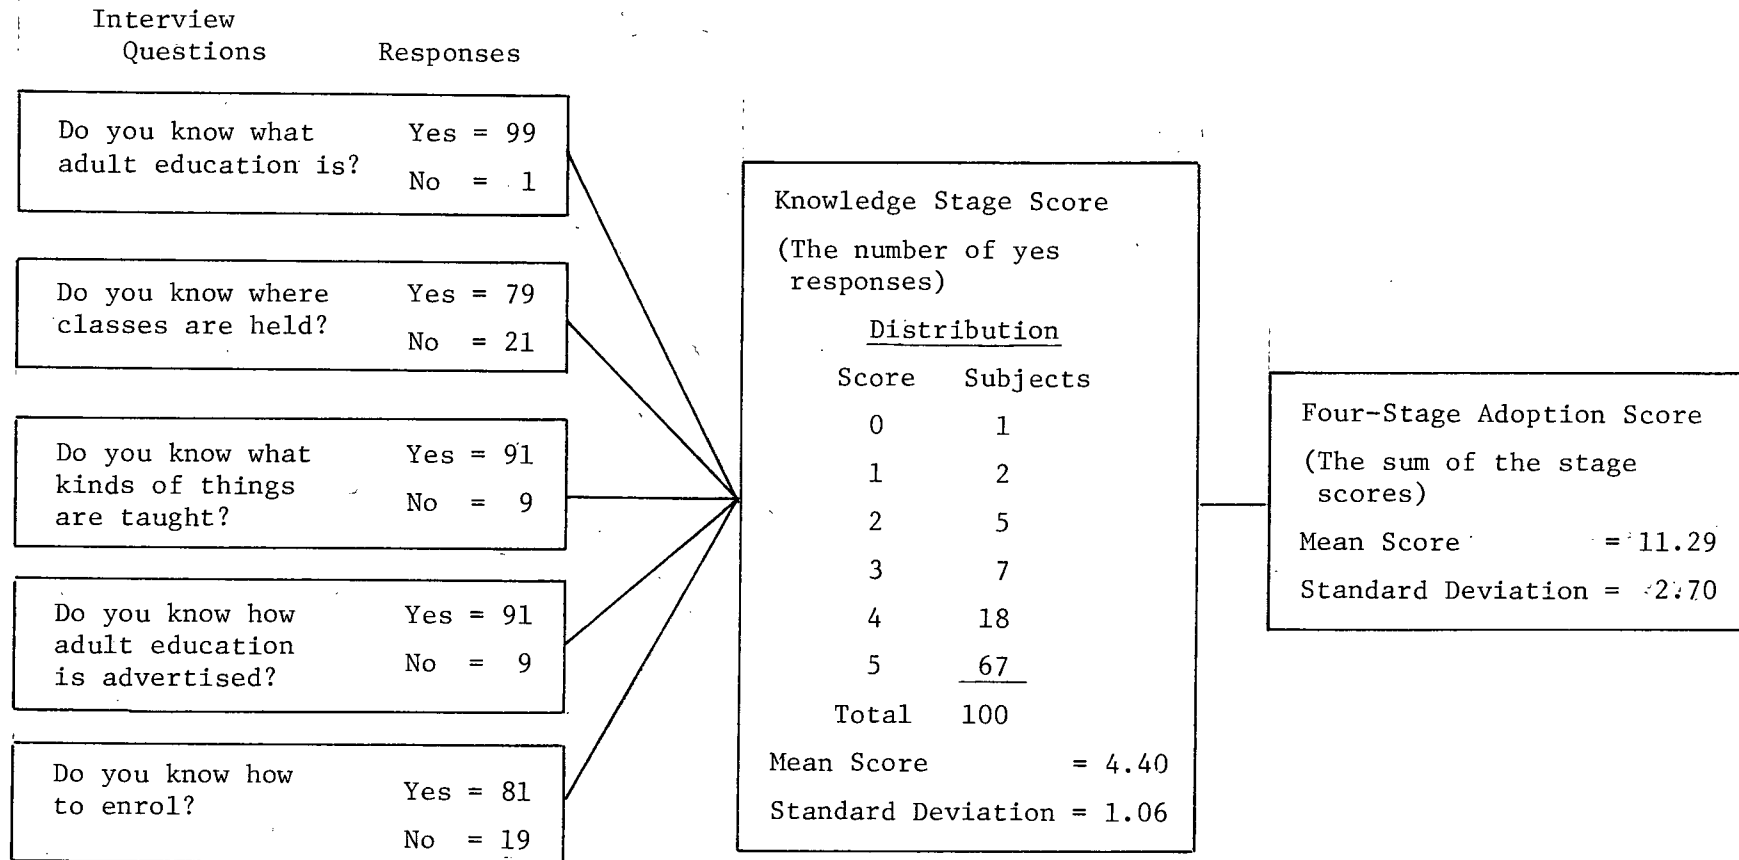 Interview
Questions Responses
Do you know what
adult education is?
Yes = 99
No = 1
Do you know where
classes are held?
Yes = 79
No = 21
Do you know what
kinds of things
are taught?
Yes = 91
No = 9
Do you know how
adult education
is advertised?
Yes = 91
No = 9
Do you know how
to enrol?
Yes = 81
No = 19
Knowledge Stage Score
(The number of yes
responses)
Distribution
Score Subjects
0 1
1 2
2 5
3 7
4 18
5 67
Total 100
Mean Score = 4.40
Standard Deviation = 1.06
Four-Stage Adoption Score
(The sum of the stage
scores)
Mean Score = 11.29
Standard Deviation = 2.70